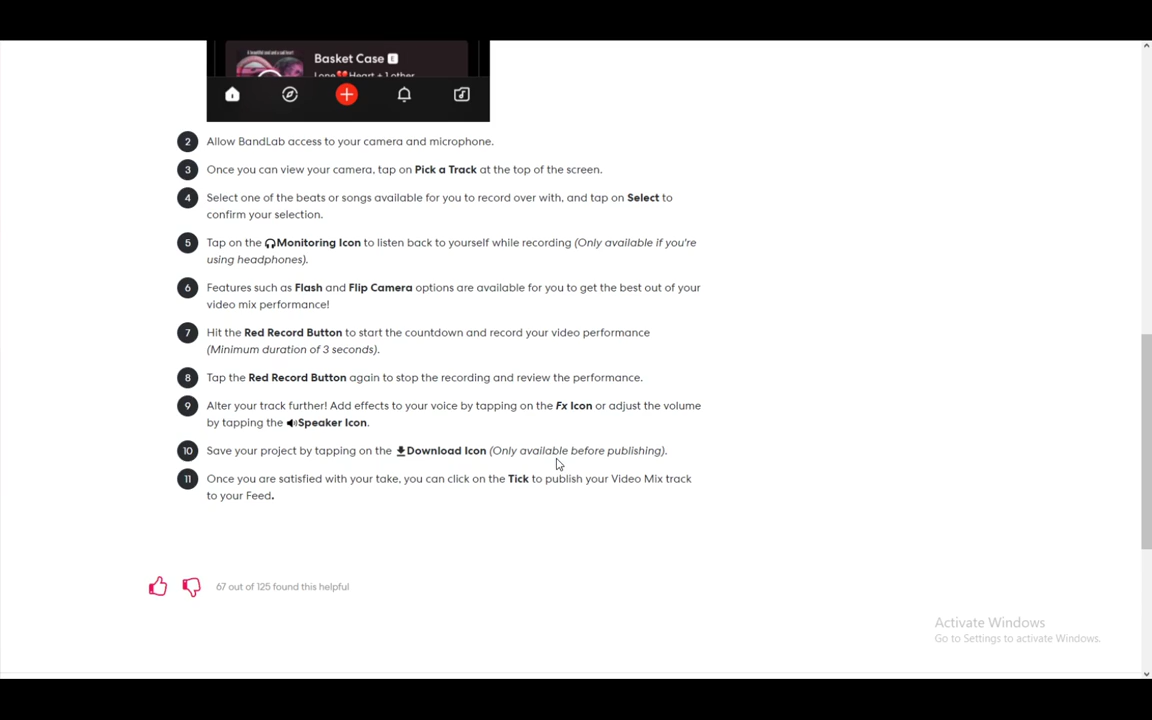 Basket Case E
Lone💔Heart + 1 other
2 Allow BandLab access to your camera and microphone.
3 Once you can view your camera, tap on Pick a Track at the top of the screen.
4 Select one of the beats or songs available for you to record over with, and tap on Select to
confirm your selection.
5 Tap on the Monitoring Icon to listen back to yourself while recording (Only available if you're
using headphones).
6 Features such as Flash and Flip Camera options are available for you to get the best out of your
video mix performance!
7 Hit the Red Record Button to start the countdown and record your video performance
(Minimum duration of 3 seconds).
8 Tap the Red Record Button again to stop the recording and review the performance.
9 Alter your track further! Add effects to your voice by tapping on the Fx Icon or adjust the volume
by tapping the Speaker Icon.
10 Save your project by tapping on the Download Icon (Only available before publishing).
11 Once you are satisfied with your take, you can click on the Tick to publish your Video Mix track
to your Feed.
67 out of 125 found this helpful
Activate Windows
Go to Settings to activate Windows.